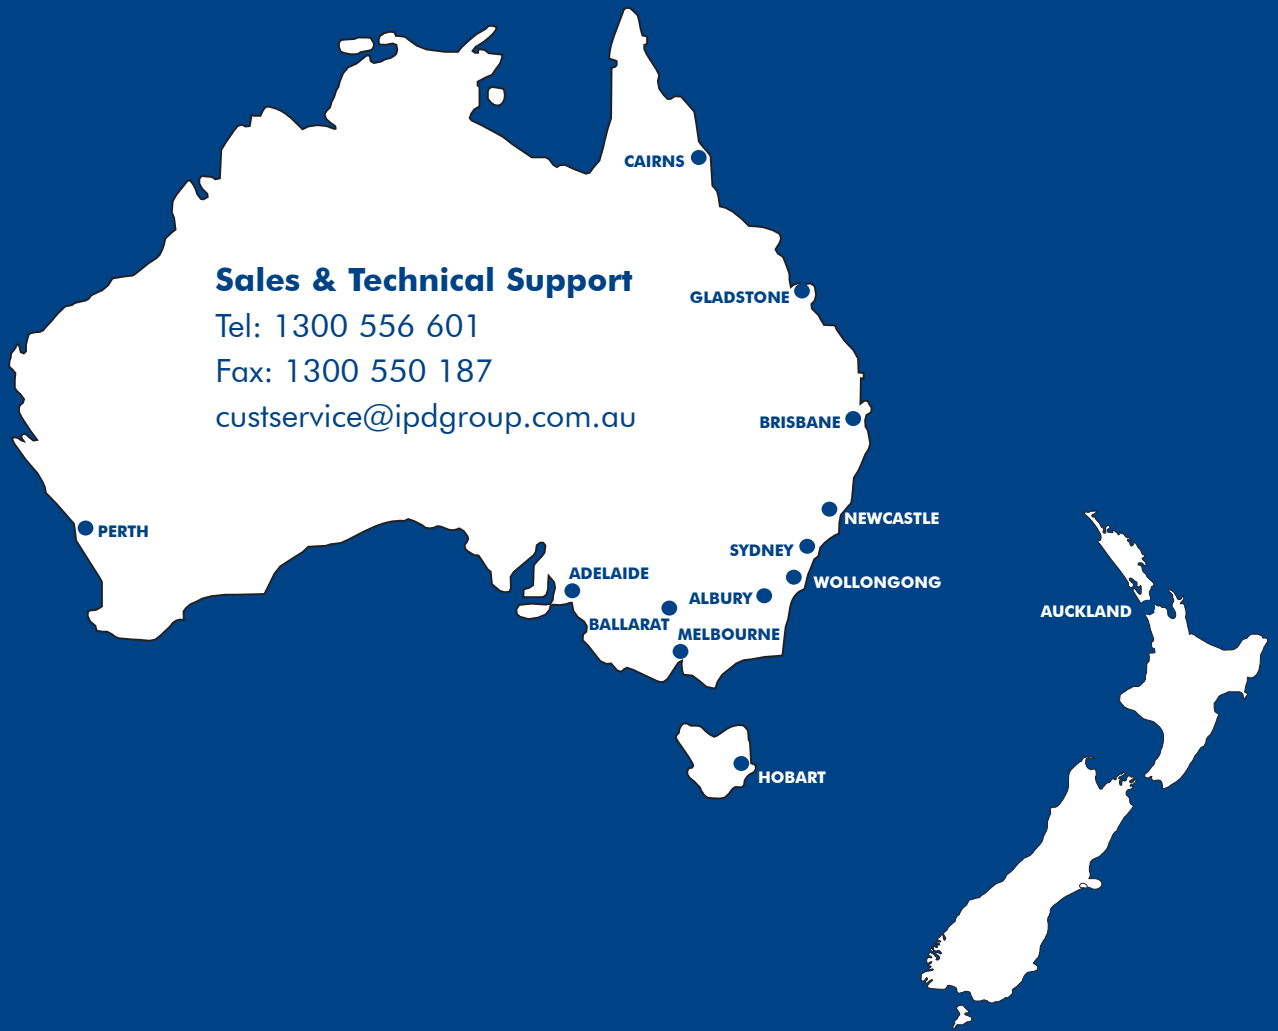 CAIRNS
Sales & Technical Support
GLADSTONE
Tel: 1300 556 601
Fax: 1300 550 187
custservice@ipdgroup.com.au
BRISBANE
NEWCASTLE
PERTH
SYDNEY
ADELAIDE
WOLLONGONG
ALBURY
AUCKLAND
BALLARAT
MELBOURNE
HOBART